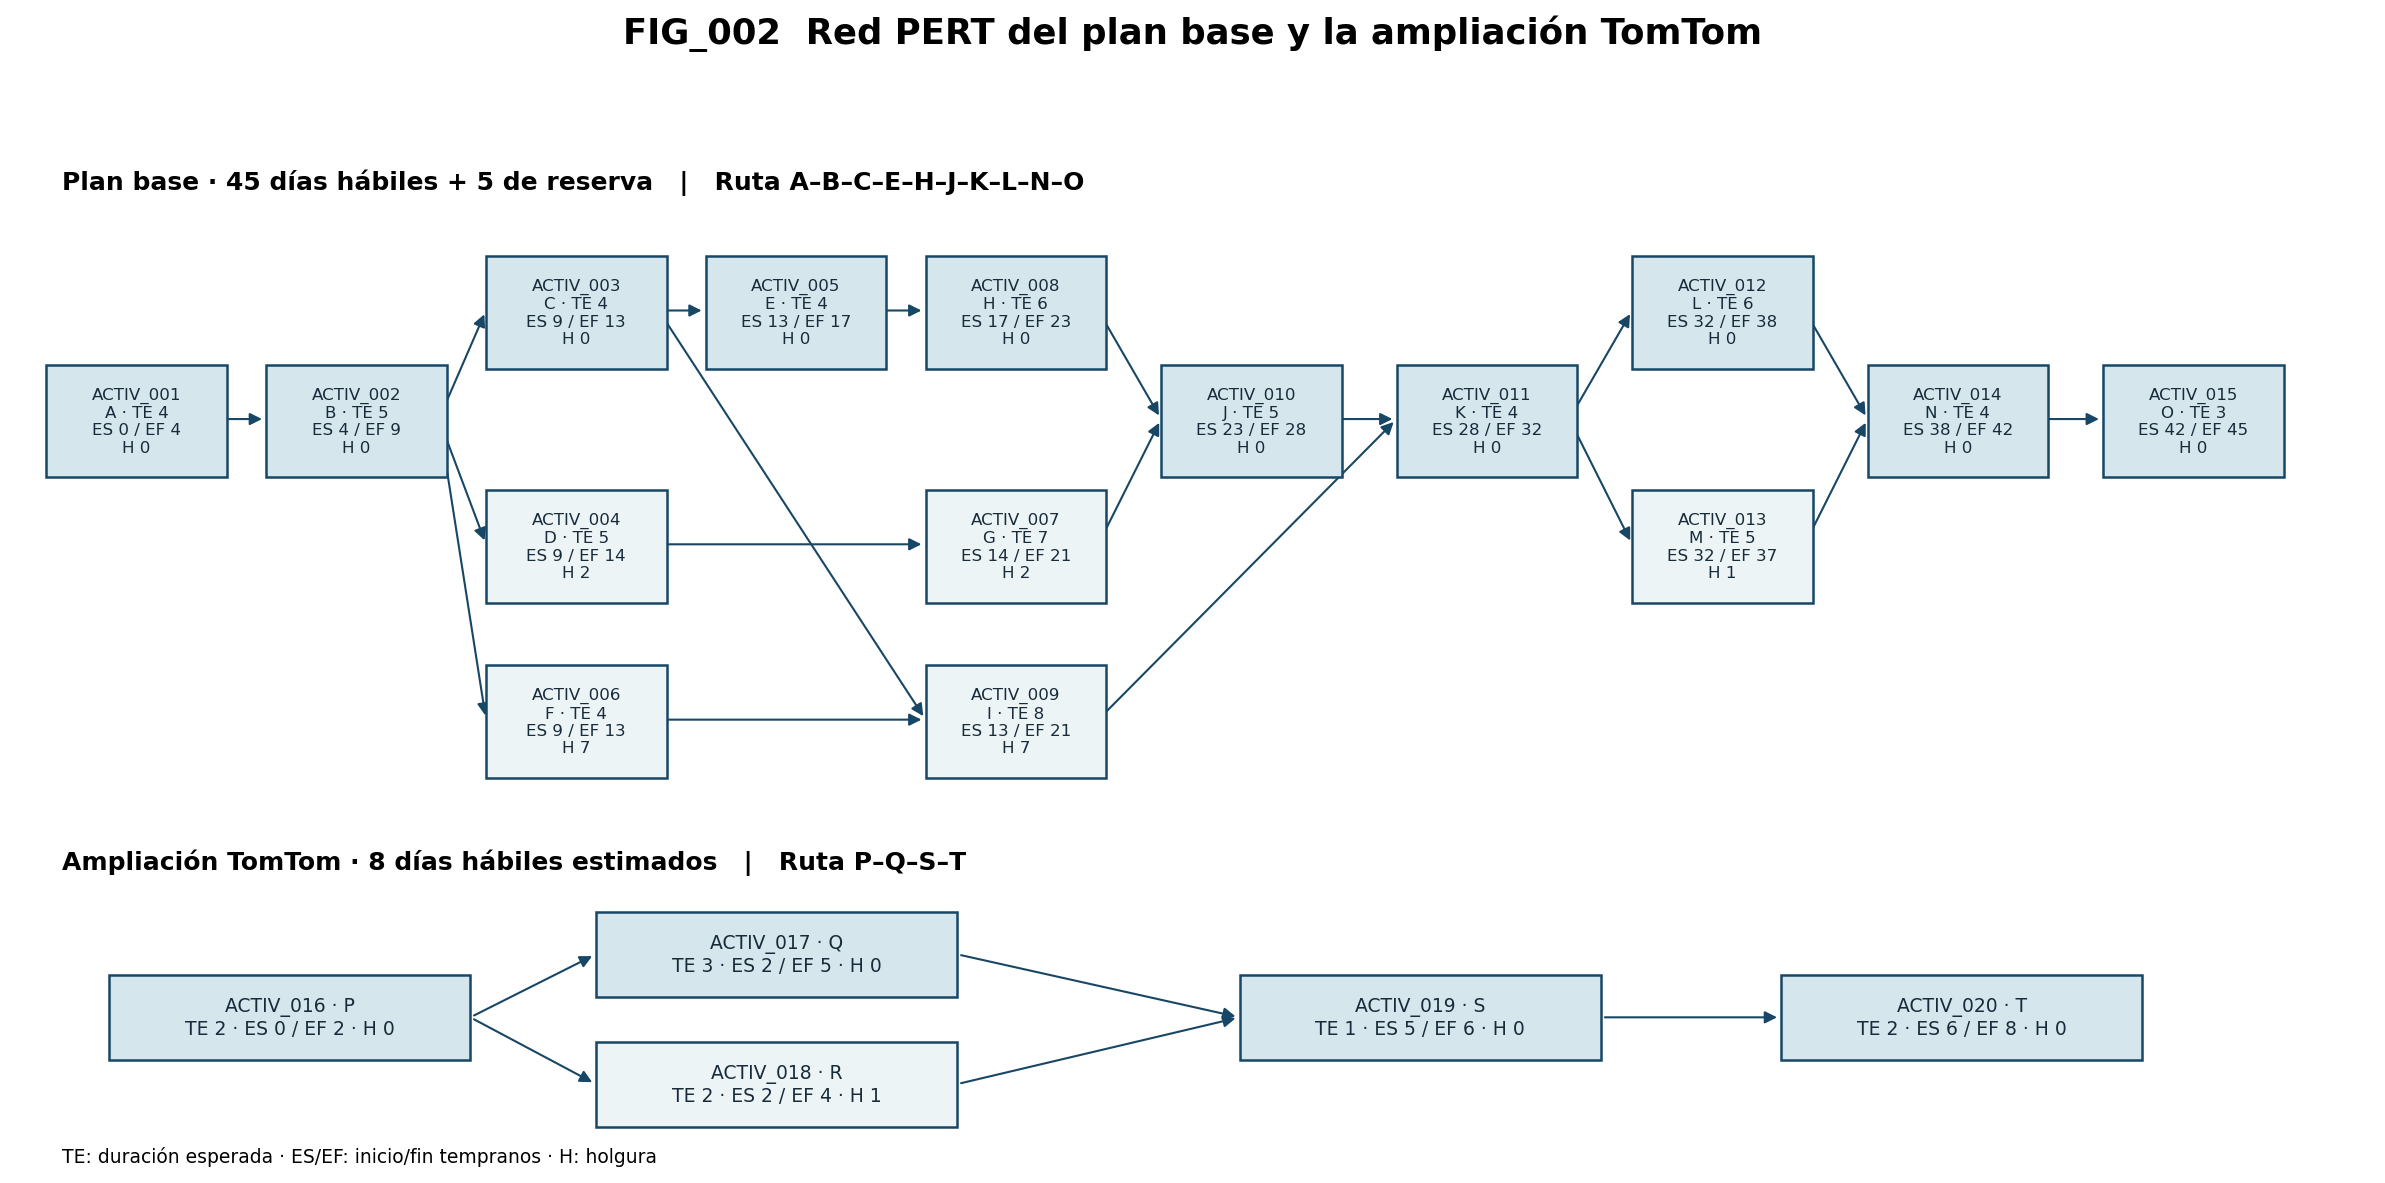 FIG_002  Red PERT del plan base y la ampliación TomTom
Plan base · 45 días hábiles + 5 de reserva   |   Ruta A–B–C–E–H–J–K–L–N–O
ACTIV_001
A · TE 4
ES 0 / EF 4
H 0
ACTIV_002
B · TE 5
ES 4 / EF 9
H 0
ACTIV_003
C · TE 4
ES 9 / EF 13
H 0
ACTIV_005
E · TE 4
ES 13 / EF 17
H 0
ACTIV_008
H · TE 6
ES 17 / EF 23
H 0
ACTIV_004
D · TE 5
ES 9 / EF 14
H 2
ACTIV_007
G · TE 7
ES 14 / EF 21
H 2
ACTIV_006
F · TE 4
ES 9 / EF 13
H 7
ACTIV_009
I · TE 8
ES 13 / EF 21
H 7
ACTIV_010
J · TE 5
ES 23 / EF 28
H 0
ACTIV_011
K · TE 4
ES 28 / EF 32
H 0
ACTIV_012
L · TE 6
ES 32 / EF 38
H 0
ACTIV_013
M · TE 5
ES 32 / EF 37
H 1
ACTIV_014
N · TE 4
ES 38 / EF 42
H 0
ACTIV_015
O · TE 3
ES 42 / EF 45
H 0
Ampliación TomTom · 8 días hábiles estimados   |   Ruta P–Q–S–T
ACTIV_016 · P
TE 2 · ES 0 / EF 2 · H 0
ACTIV_017 · Q
TE 3 · ES 2 / EF 5 · H 0
ACTIV_018 · R
TE 2 · ES 2 / EF 4 · H 1
ACTIV_019 · S
TE 1 · ES 5 / EF 6 · H 0
ACTIV_020 · T
TE 2 · ES 6 / EF 8 · H 0
TE: duración esperada · ES/EF: inicio/fin tempranos · H: holgura